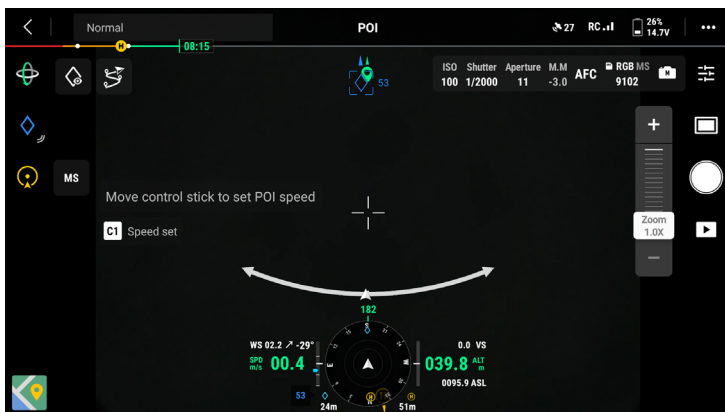 Normal
POI
27 RC 26% 14.7V
H
08:15
53
ISO Shutter Aperture M.M AFC RGB MS M
100 1/2000 11 -3.0 9102
MS
Move control stick to set POI speed
C1 Speed set
Zoom
1.0X
182
WS 02.2 -29° 0.0 VS
SPD m/s 00.4 039.8 ALT m
0095.9 ASL
S
E
W
53 24m H 51m